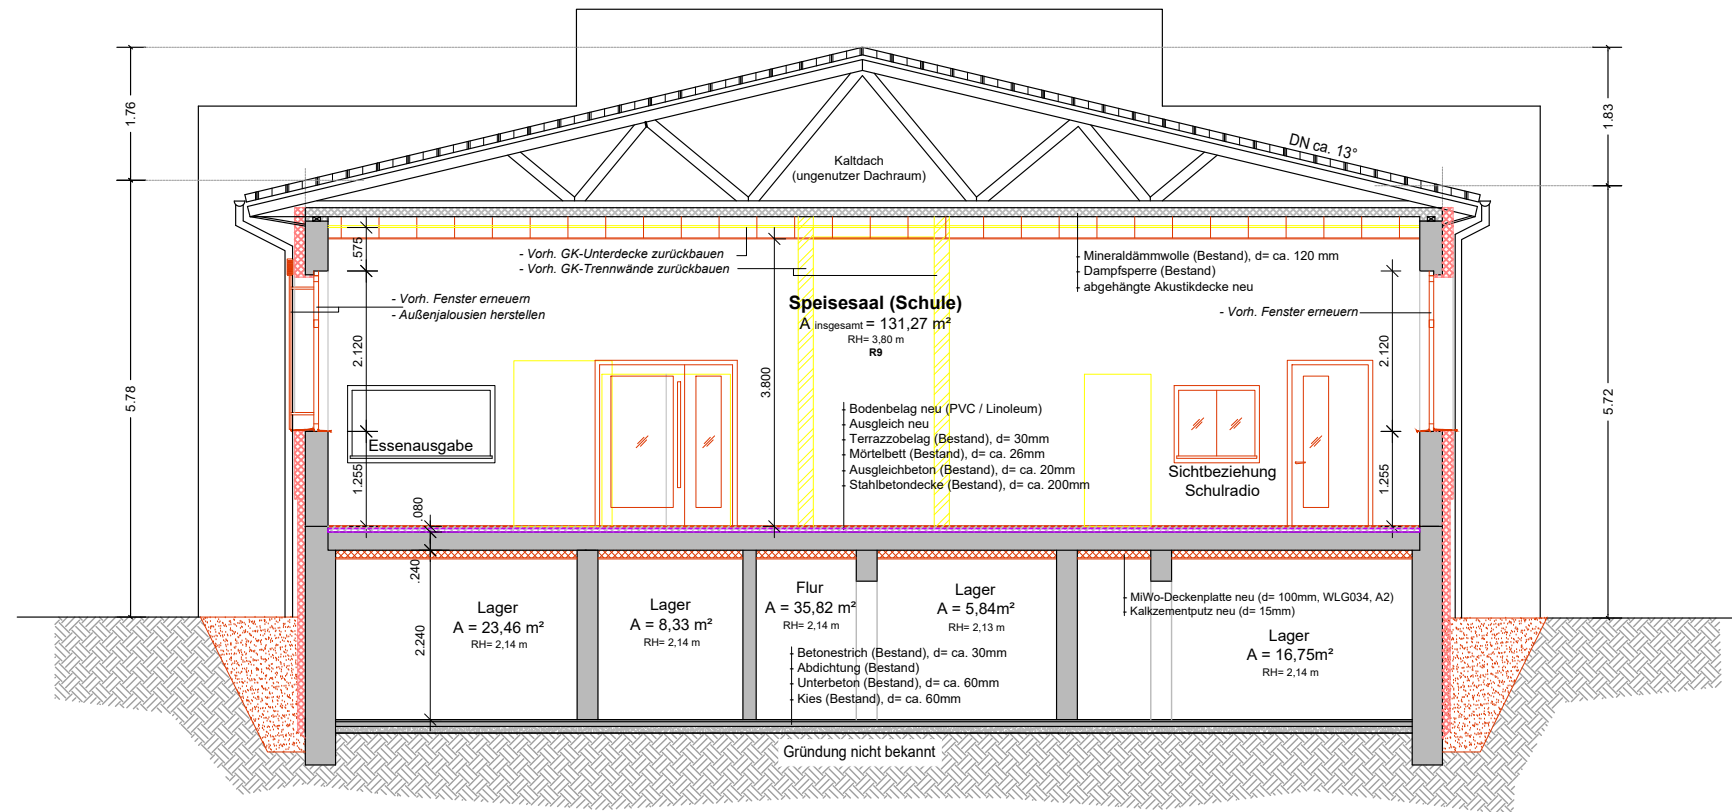 1.76
1.83
DN ca. 13°
Kaltdach
(ungenutzer Dachraum)
.575
- Vorh. GK-Unterdecke zurückbauen
- Vorh. GK-Trennwände zurückbauen
- Mineraldämmwolle (Bestand), d= ca. 120 mm
- Dampfsperre (Bestand)
- abgehängte Akustikdecke neu
- Vorh. Fenster erneuern
- Außenjalousien herstellen
Speisesaal (Schule)
A insgesamt = 131,27 m²
RH= 3,80 m
R9
- Vorh. Fenster erneuern
2.120
2.120
3.800
5.78
5.72
- Bodenbelag neu (PVC / Linoleum)
- Ausgleich neu
- Terrazzobelag (Bestand), d= 30mm
- Mörtelbett (Bestand), d= ca. 26mm
- Ausgleichbeton (Bestand), d= ca. 20mm
- Stahlbetondecke (Bestand), d= ca. 200mm
Essenausgabe
Sichtbeziehung
Schulradio
1.255
1.255
.080
.240
2.240
Lager
A = 23,46 m²
RH= 2,14 m
Lager
A = 8,33 m²
RH= 2,14 m
Flur
A = 35,82 m²
RH= 2,14 m
Lager
A = 5,84m²
RH= 2,13 m
- MiWo-Deckenplatte neu (d= 100mm, WLG034, A2)
- Kalkzementputz neu (d= 15mm)
Lager
A = 16,75m²
RH= 2,14 m
- Betonestrich (Bestand), d= ca. 30mm
- Abdichtung (Bestand)
- Unterbeton (Bestand), d= ca. 60mm
- Kies (Bestand), d= ca. 60mm
Gründung nicht bekannt